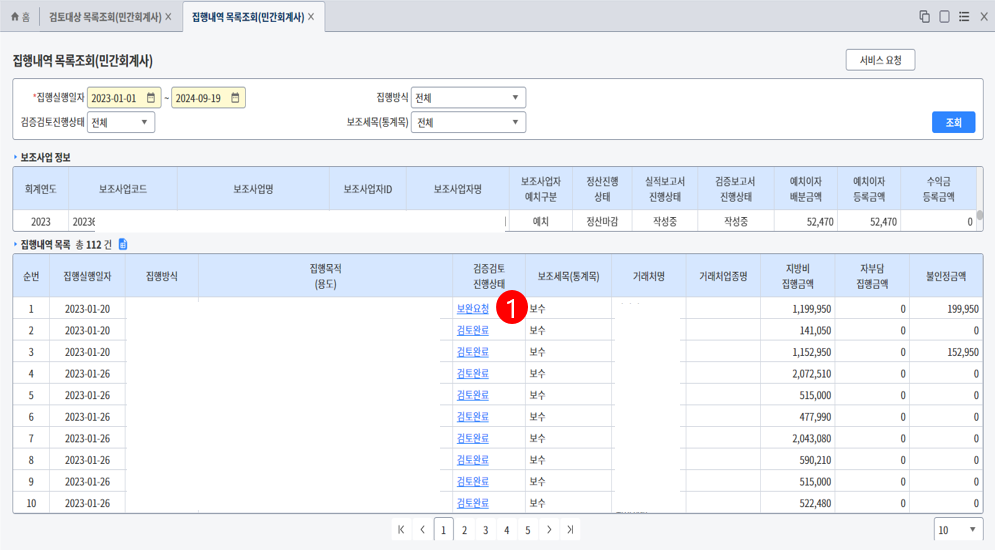 홈 검토대상 목록조회(민간회계사) X 집행내역 목록조회(민간회계사) X
집행내역 목록조회(민간회계사) 서비스 요청
*집행실행일자 2023-01-01 ~ 2024-09-19 집행방식 전체
검증검토진행상태 전체 보조세목(통계목) 전체 조회
보조사업 정보
회계연도 보조사업코드 보조사업명 보조사업자ID 보조사업자명 보조사업자 예치구분 정산진행 상태 실적보고서 진행상태 검증보고서 진행상태 예치이자 배분금액 예치이자 등록금액 수익금 등록금액
2023 2023 예치 정산마감 작성중 작성중 52,470 52,470 0
집행내역 목록 총 112 건
순번 집행실행일자 집행방식 집행목적 (용도) 검증검토 진행상태 보조세목(통계목) 거래처명 거래처업종명 지방비 집행금액 자부담 집행금액 불인정금액
1 2023-01-20 보완요청 1 보수 1,199,950 0 199,950
2 2023-01-20 검토완료 보수 141,050 0 0
3 2023-01-20 검토완료 보수 1,152,950 0 152,950
4 2023-01-26 검토완료 보수 2,072,510 0 0
5 2023-01-26 검토완료 보수 515,000 0 0
6 2023-01-26 검토완료 보수 477,990 0 0
7 2023-01-26 검토완료 보수 2,043,080 0 0
8 2023-01-26 검토완료 보수 590,210 0 0
9 2023-01-26 검토완료 보수 515,000 0 0
10 2023-01-26 검토완료 보수 522,480 0 0
1 2 3 4 5 10